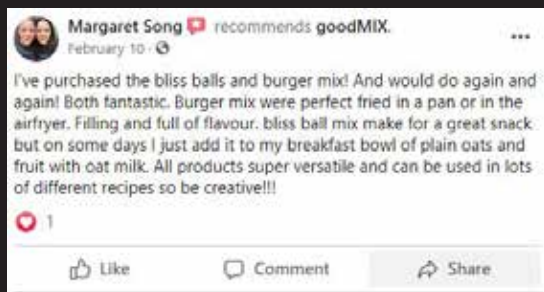 Margaret Song recommends goodMIX.
February 10 ·
I've purchased the bliss balls and burger mix! And would do again and
again! Both fantastic. Burger mix were perfect fried in a pan or in the
airfryer. Filling and full of flavour. bliss ball mix make for a great snack
but on some days I just add it to my breakfast bowl of plain oats and
fruit with oat milk. All products super versatile and can be used in lots
of different recipes so be creative!!!
1
Like Comment Share